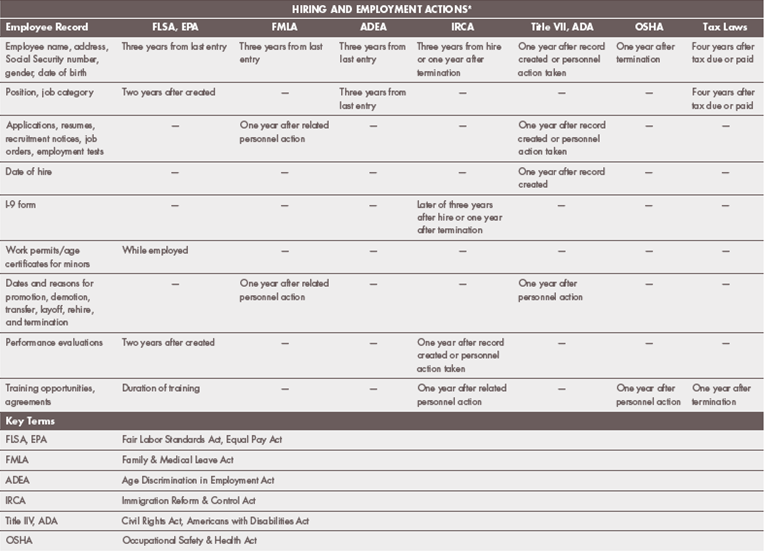 HIRING AND EMPLOYMENT ACTIONS*
Employee Record FLSA, EPA FMLA ADEA IRCA Title VII, ADA OSHA Tax Laws
Employee name, address, Three years from last entry Three years from last Three years from Three years from hire One year after record One year after Four years after
Social Security number, entry last entry or one year after created or personnel termination tax due or paid
gender, date of birth termination action taken
Position, job category Two years after created — Three years from — — — Four years after
last entry tax due or paid
Applications, resumes, — One year after related — — One year after record — —
recruitment notices, job personnel action created or personnel
orders, employment tests action taken
Date of hire — — — — One year after record — —
created
I-9 form — — — Later of three years — — —
after hire or one year
after termination
Work permits/age While employed — — — — — —
certificates for minors
Dates and reasons for — One year after related — — One year after — —
promotion, demotion, personnel action personnel action
transfer, layoff, rehire,
and termination
Performance evaluations Two years after created — — One year after record — — —
created or personnel
action taken
Training opportunities, Duration of training — — One year after related — One year after One year after
agreements personnel action personnel action termination
Key Terms
FLSA, EPA Fair Labor Standards Act, Equal Pay Act
FMLA Family & Medical Leave Act
ADEA Age Discrimination in Employment Act
IRCA Immigration Reform & Control Act
Title IIV, ADA Civil Rights Act, Americans with Disabilities Act
OSHA Occupational Safety & Health Act